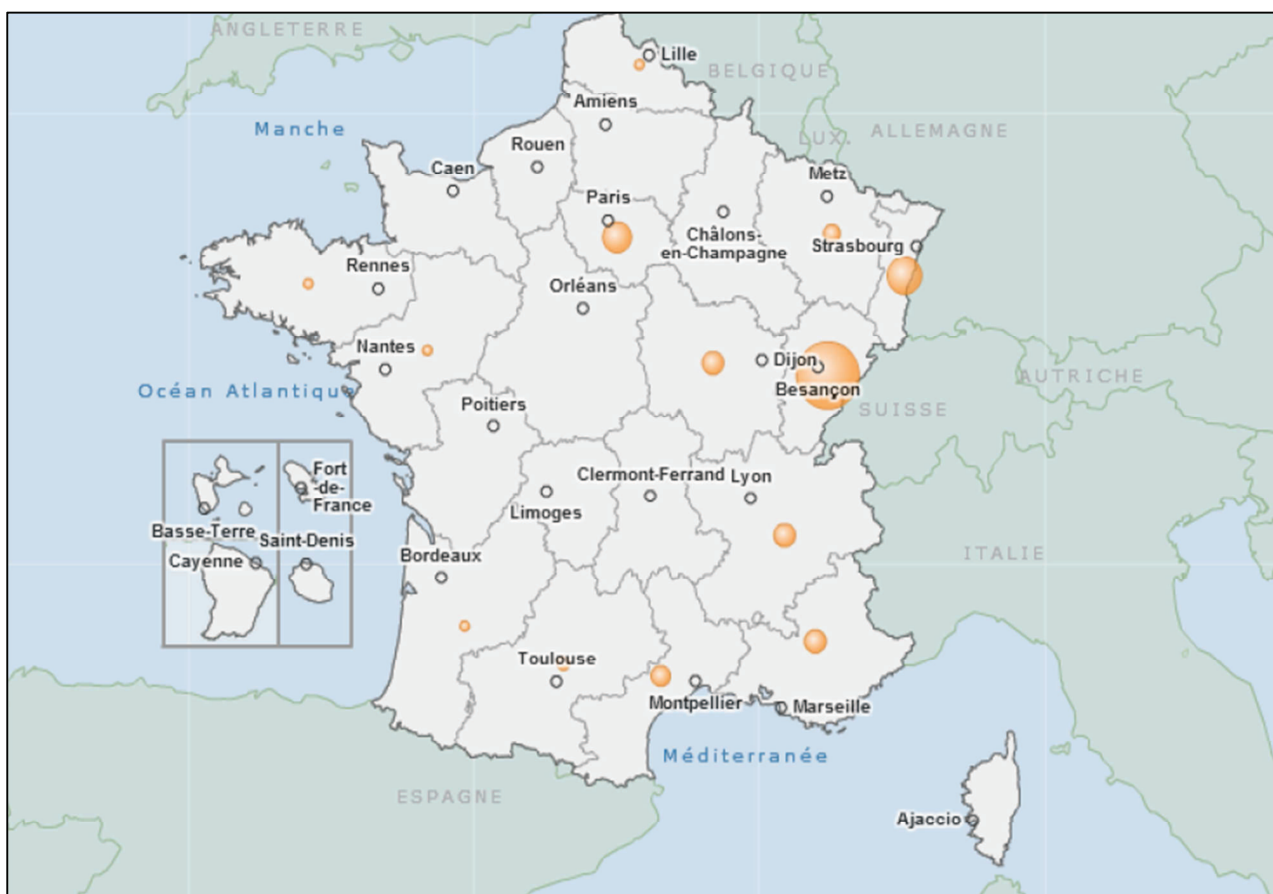 ANGLETERRE
Lille
BELGIQUE
Amiens
Manche
ALLEMAGNE
LUX.
Rouen
Caen
Metz
Paris
Châlons-
en-Champagne
Strasbourg
Rennes
Orléans
Nantes
Dijon
AUTRICHE
Océan Atlantiqu
Besançon
Poitiers
SUISSE
Fort
-de-
France
Clermont-Ferrand
Lyon
Limoges
Basse-Terre
Saint-Denis
Cayenne
Bordeaux
ITALIE
Toulouse
Montpellier
Marseille
Méditerranée
ESPAGNE
Ajaccio